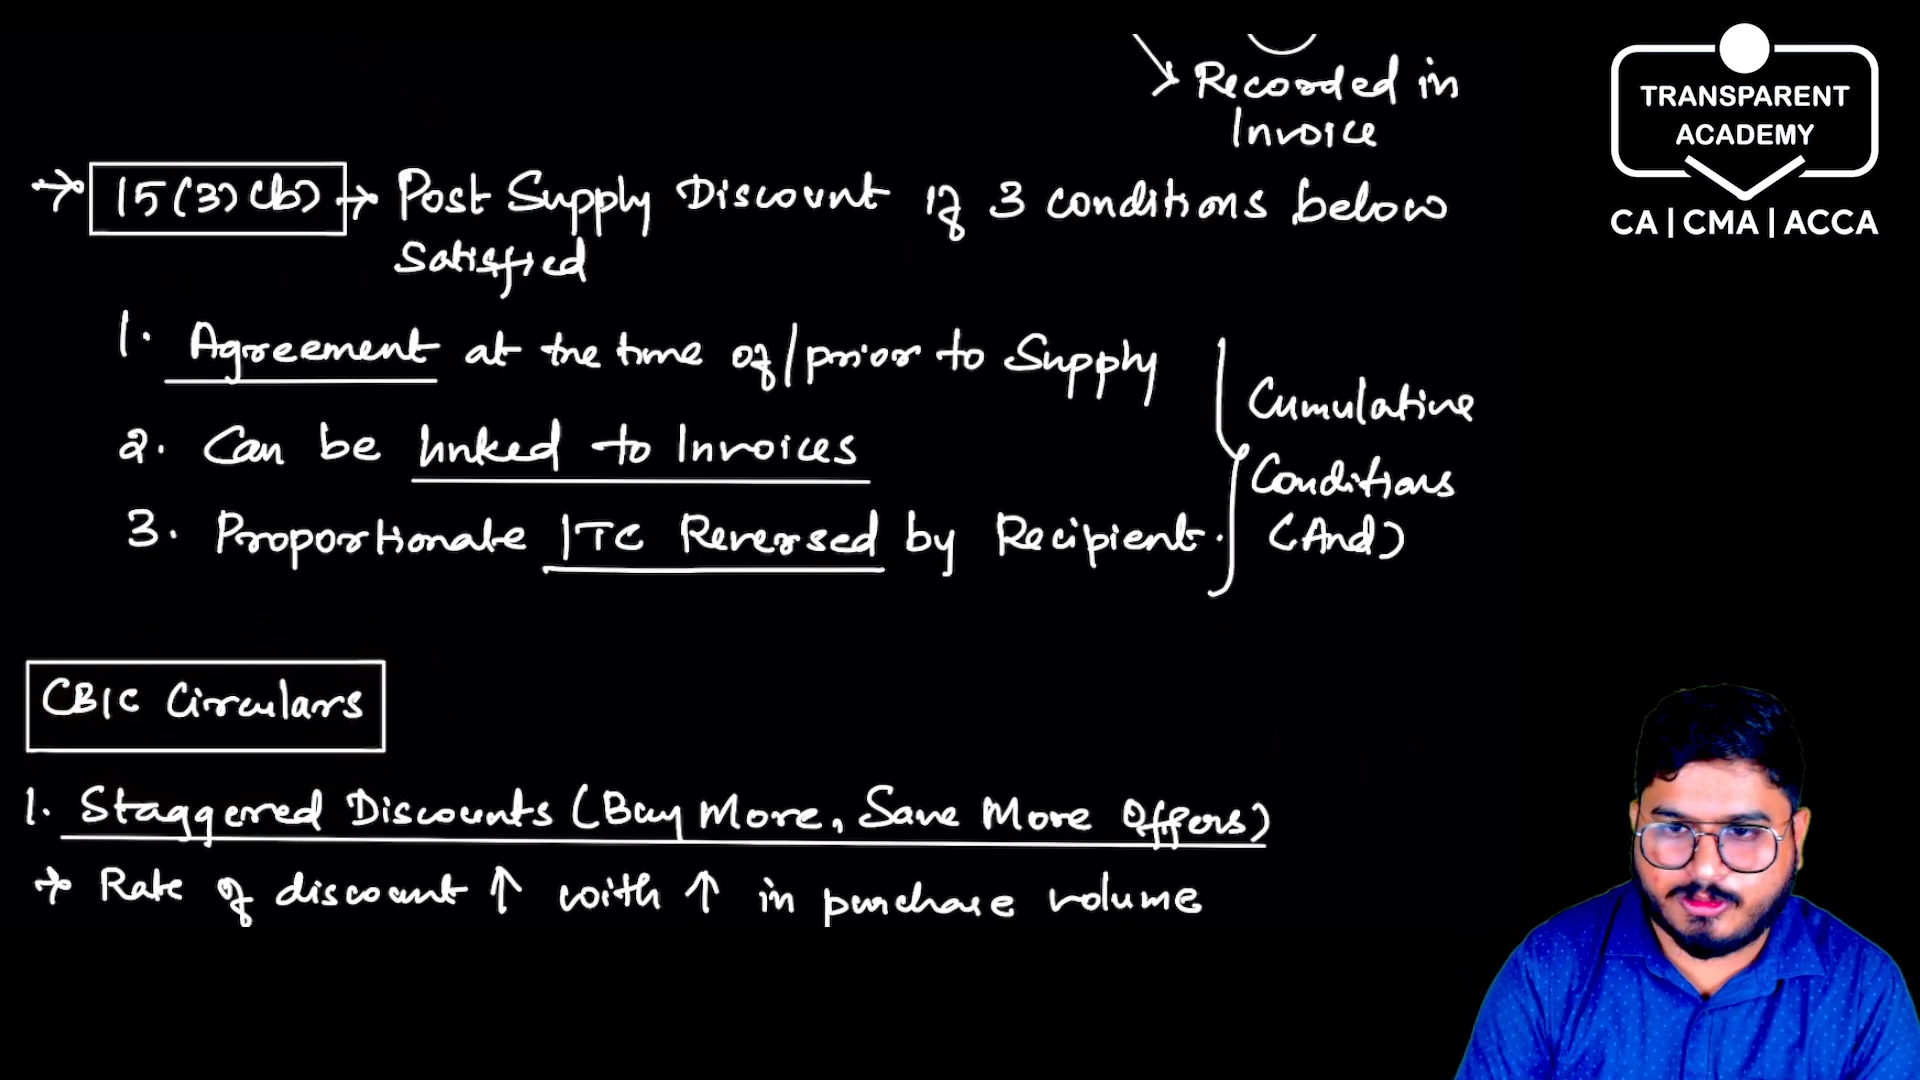 Recorded in
Invoice
TRANSPARENT
ACADEMY
CA | CMA | ACCA
→ 15(3)(b) → Post Supply Discount if 3 conditions below
Satisfied
1. Agreement at the time of/prior to Supply
2. Can be linked to Invoices
3. Proportionate ITC Reversed by Recipient.
Cumulative
Conditions
(And)
CBIC Circulars
1. Staggered Discounts (Buy More, Save More Offers)
→ Rate of discount ↑ with ↑ in purchase volume